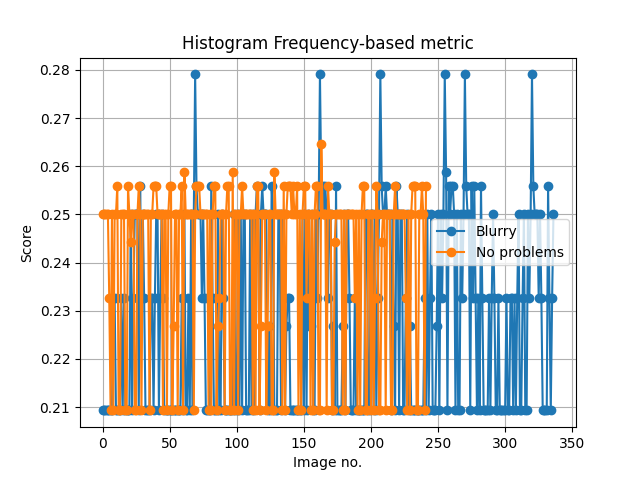 Histogram Frequency-based metric
0.28
0.27
0.26
0.25
0.24
0.23
0.22
0.21
Score
Blurry
No problems
0 50 100 150 200 250 300 350
Image no.